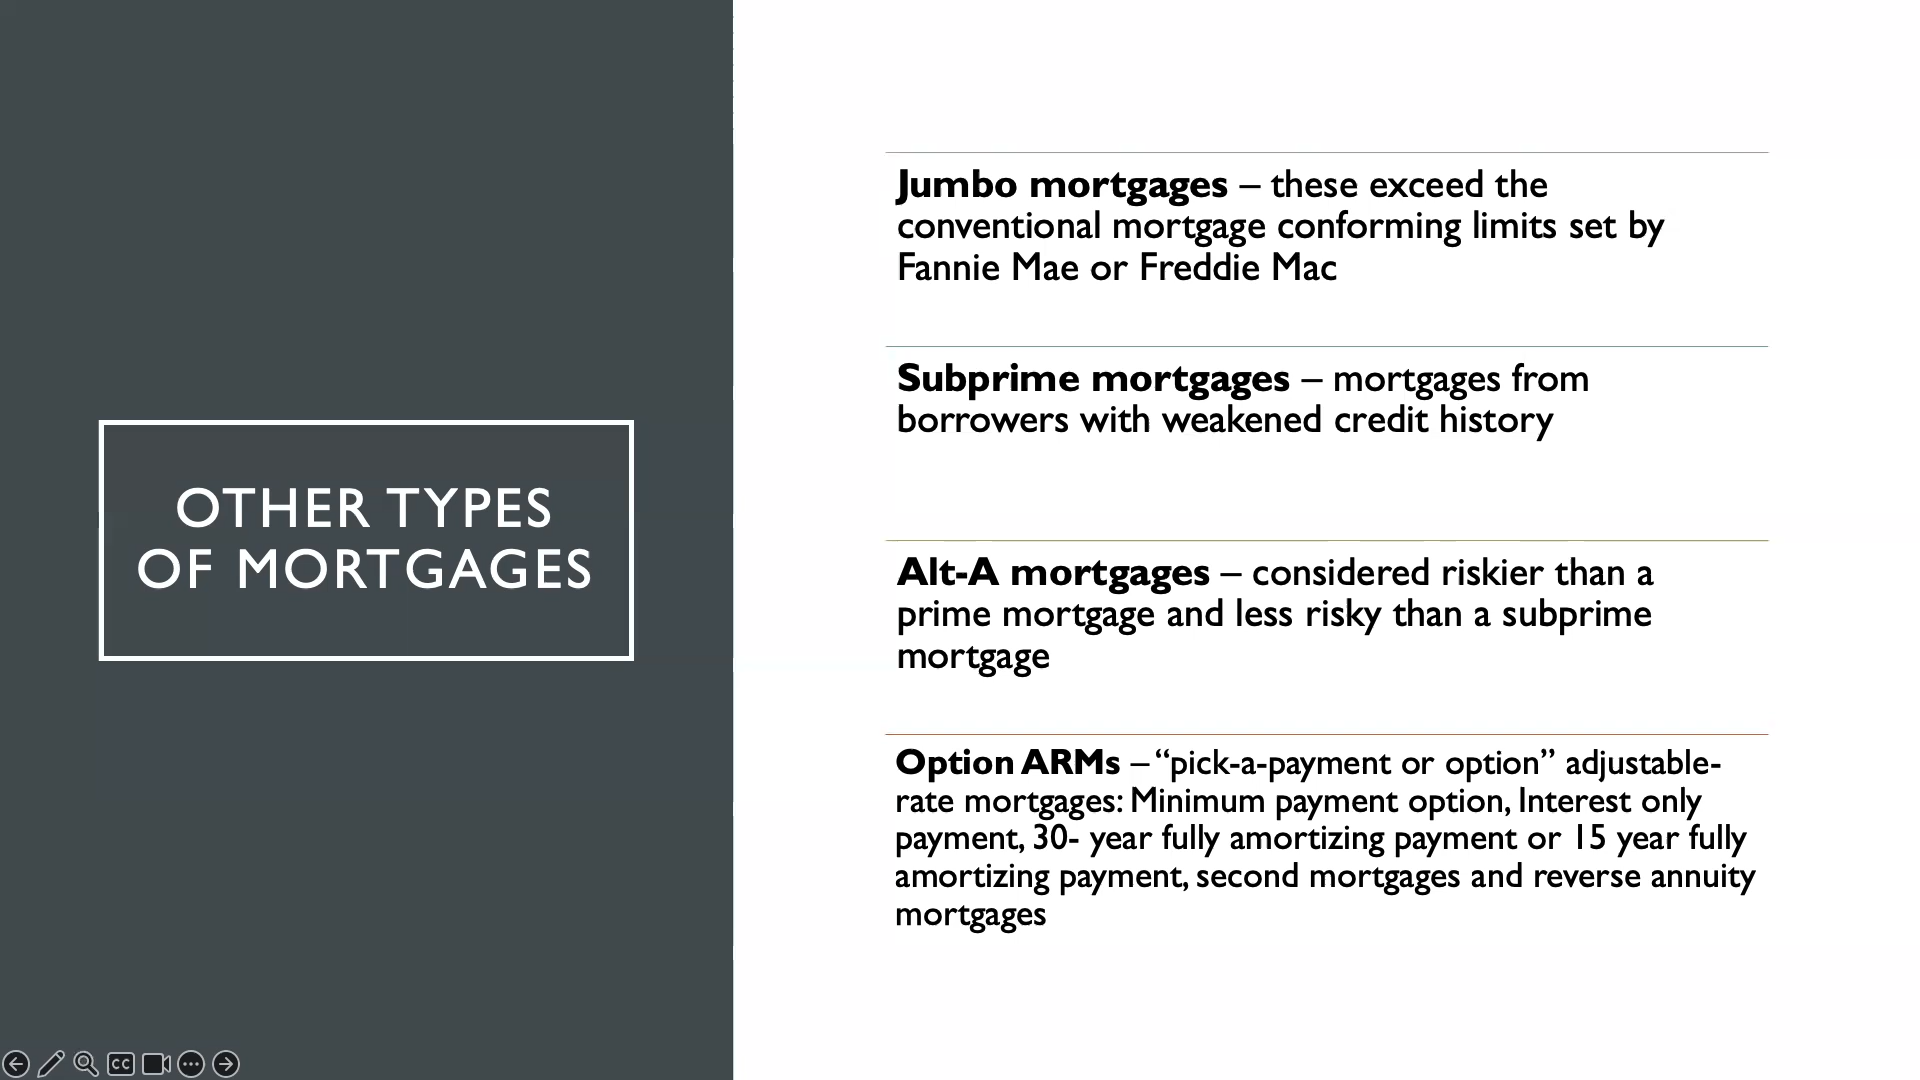 OTHER TYPES
OF MORTGAGES
Jumbo mortgages – these exceed the
conventional mortgage conforming limits set by
Fannie Mae or Freddie Mac
Subprime mortgages – mortgages from
borrowers with weakened credit history
Alt-A mortgages – considered riskier than a
prime mortgage and less risky than a subprime
mortgage
Option ARMs – “pick-a-payment or option” adjustable-
rate mortgages: Minimum payment option, Interest only
payment, 30- year fully amortizing payment or 15 year fully
amortizing payment, second mortgages and reverse annuity
mortgages
CC